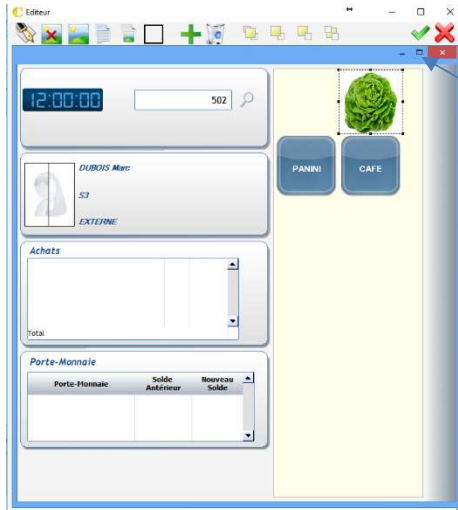 Editeur
12:00:00
502
DUBOIS Marc
S3
EXTERNE
PANINI
CAFE
Achats
Total
Porte-Monnaie
Porte-Monnaie
Solde Antérieur
Nouveau Solde